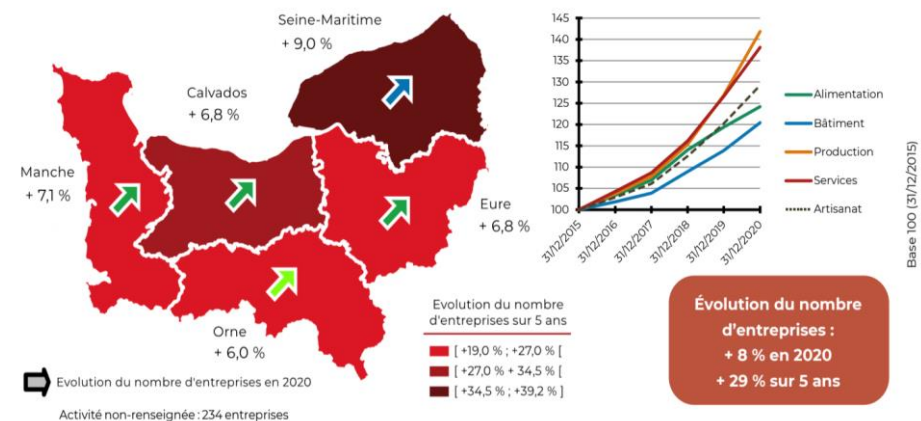 Seine-Maritime
+ 9,0 %
Calvados
+ 6,8 %
Manche
+ 7,1 %
Eure
+ 6,8 %
Orne
+ 6,0 %
Evolution du nombre d'entreprises en 2020
Activité non-renseignée : 234 entreprises
Evolution du nombre
d'entreprises sur 5 ans
[ +19,0 % ; +27,0 % [
[ +27,0 % + 34,5 % [
[ +34,5 % ; +39,2 % ]
145
140
135
130
125
120
115
110
105
100
31/12/2015
31/12/2016
31/12/2017
31/12/2018
31/12/2019
31/12/2020
Alimentation
Bâtiment
Production
Services
Artisanat
Base 100 (31/12/2015)
Évolution du nombre
d'entreprises :
+ 8 % en 2020
+ 29 % sur 5 ans